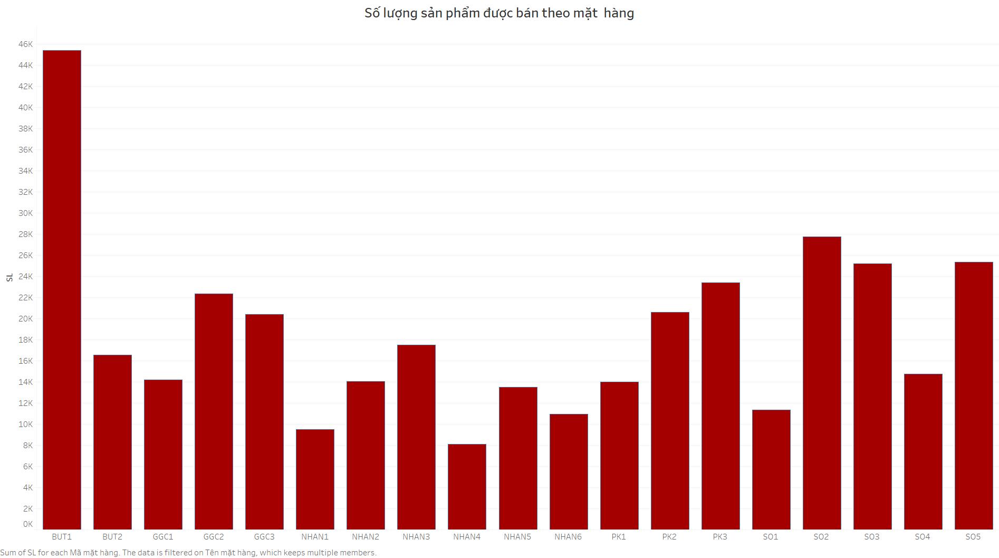 Số lượng sản phẩm được bán theo mặt  hàng
46K
44K
42K
40K
38K
36K
34K
32K
30K
28K
26K
24K
22K
20K
18K
16K
14K
12K
10K
8K
6K
4K
2K
0K
SL
BUT1 BUT2 GGC1 GGC2 GGC3 NHAN1 NHAN2 NHAN3 NHAN4 NHAN5 NHAN6 PK1 PK2 PK3 SO1 SO2 SO3 SO4 SO5
Sum of SL for each Mã mặt hàng. The data is filtered on Tên mặt hàng, which keeps multiple members.